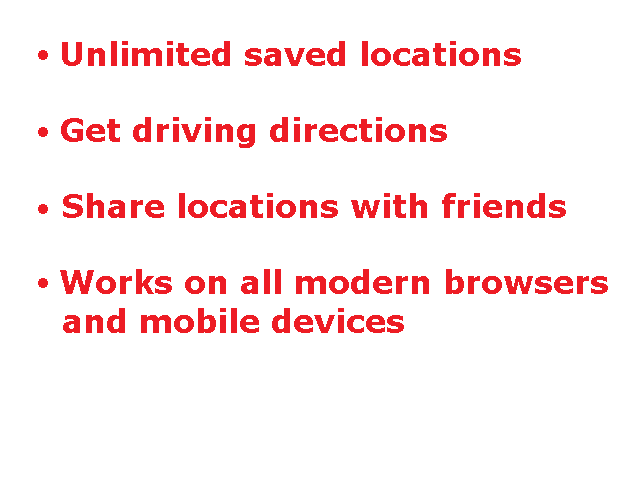 • Unlimited saved locations
• Get driving directions
• Share locations with friends
• Works on all modern browsers
and mobile devices